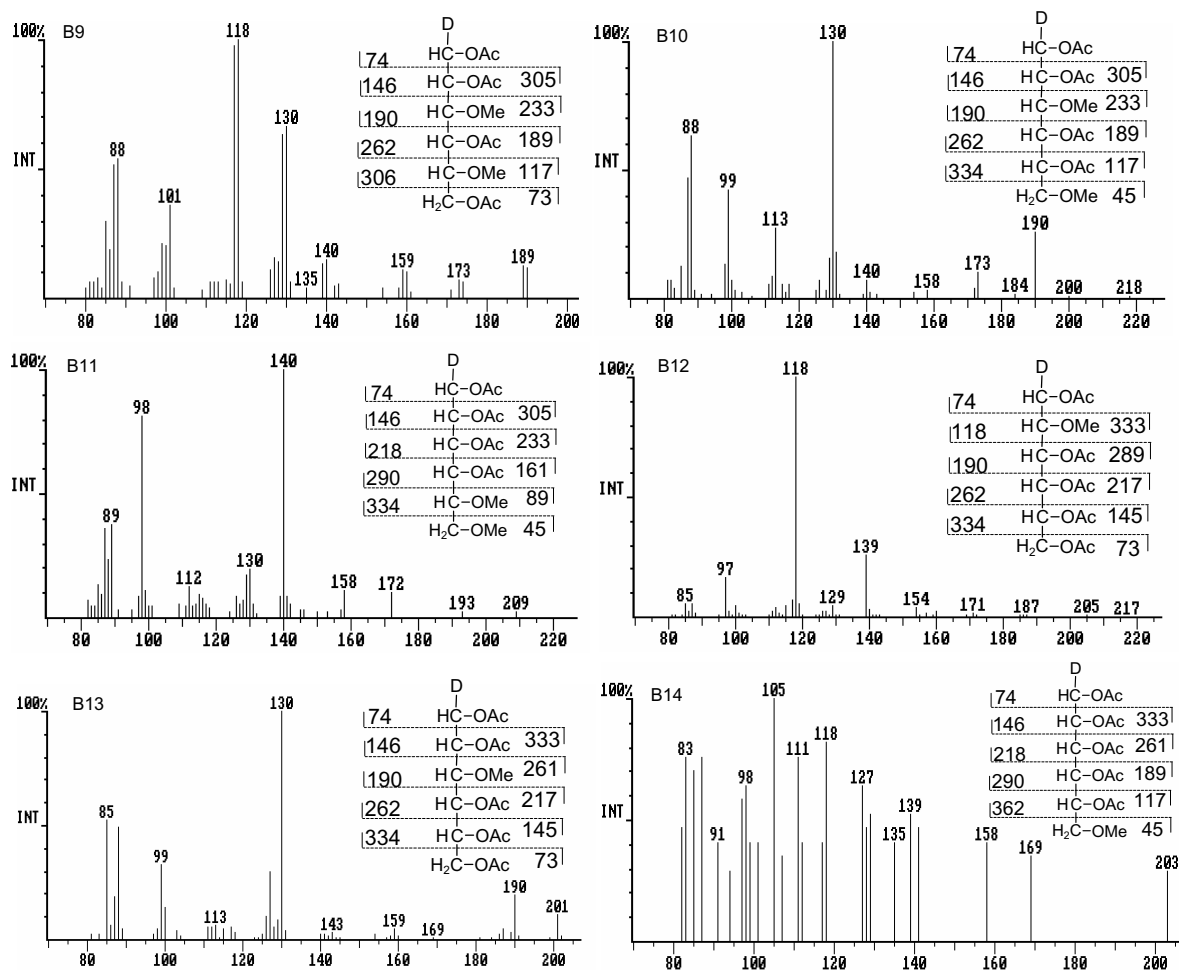 B9
100%
INT
88
101
118
130
135
140
159
173
189
80 100 120 140 160 180 200
D
74 HC-OAc
146 HC-OAc 305
190 HC-OMe 233
262 HC-OAc 189
306 HC-OMe 117
H₂C-OAc 73
B10
100%
INT
88
99
113
130
140
158
173
184
190
200
218
80 100 120 140 160 180 200 220
D
74 HC-OAc
146 HC-OAc 305
190 HC-OMe 233
262 HC-OAc 189
334 HC-OAc 117
H₂C-OMe 45
B11
100%
INT
89
98
112
130
140
158
172
193
209
80 100 120 140 160 180 200 220
D
74 HC-OAc
146 HC-OAc 305
218 HC-OAc 233
290 HC-OAc 161
334 HC-OMe 89
H₂C-OMe 45
B12
100%
INT
85
97
118
129
139
154
171
187
205
217
80 100 120 140 160 180 200 220
D
74 HC-OAc
118 HC-OMe 333
190 HC-OAc 289
262 HC-OAc 217
334 HC-OAc 145
H₂C-OAc 73
B13
100%
INT
85
99
113
130
143
159
169
190
201
80 100 120 140 160 180 200
D
74 HC-OAc
146 HC-OAc 333
190 HC-OMe 261
262 HC-OAc 217
334 HC-OAc 145
H₂C-OAc 73
B14
100%
INT
83
91
98
105
111
118
127
135
139
158
169
203
80 100 120 140 160 180 200
D
74 HC-OAc
146 HC-OAc 333
218 HC-OAc 261
290 HC-OAc 189
362 HC-OAc 117
H₂C-OMe 45